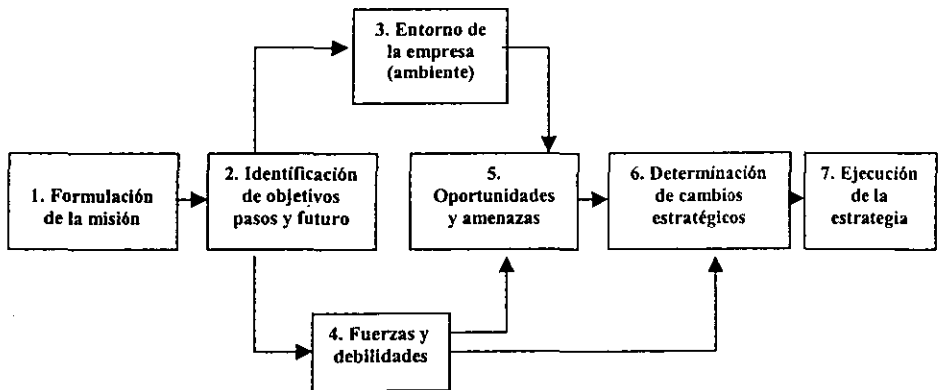 1. Formulación
de la misión
2. Identificación
de objetivos
pasos y futuro
3. Entorno de
la empresa
(ambiente)
4. Fuerzas y
debilidades
5.
Oportunidades
y amenazas
6. Determinación
de cambios
estratégicos
7. Ejecución
de la
estrategia